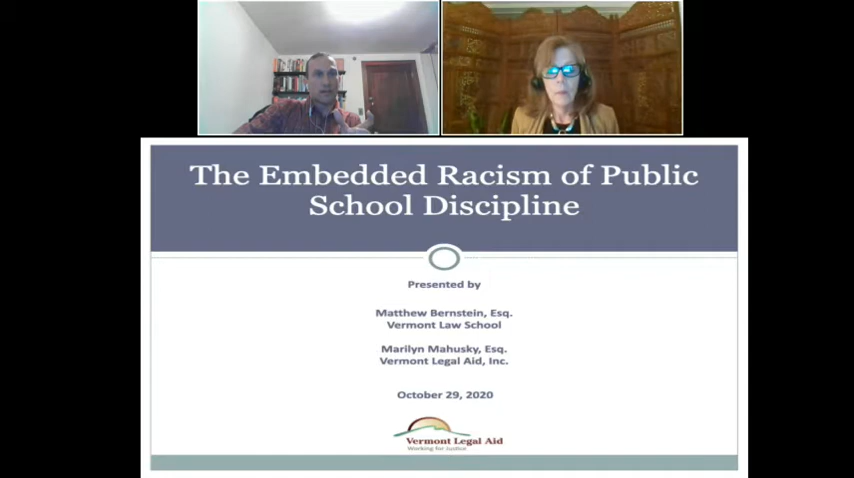 The Embedded Racism of Public
School Discipline
Presented by
Matthew Bernstein, Esq.
Vermont Law School
Marilyn Mahusky, Esq.
Vermont Legal Aid, Inc.
October 29, 2020
Vermont Legal Aid
Working for Justice